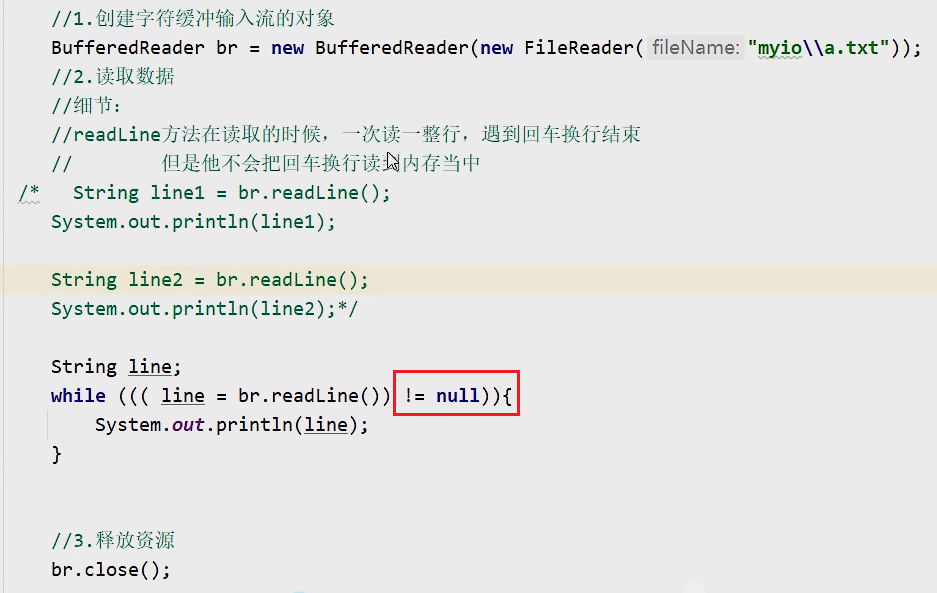 //1.创建字符缓冲输入流的对象
BufferedReader br = new BufferedReader(new FileReader( fileName: "myio\\a.txt"));
//2.读取数据
//细节：
//readLine方法在读取的时候，一次读一整行，遇到回车换行结束
//        但是他不会把回车换行读到内存当中
/*   String line1 = br.readLine();
System.out.println(line1);
String line2 = br.readLine();
System.out.println(line2);*/
String line;
while ((( line = br.readLine()) != null)){
System.out.println(line);
}
//3.释放资源
br.close();